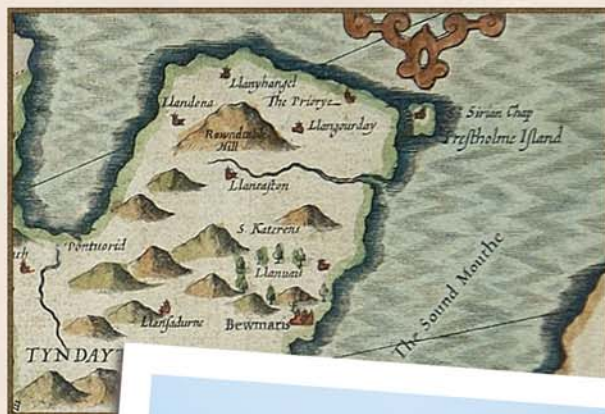 Llanyhangel
The Priorye
Llandona
Llangourday
Rowndtable
Hill
S. Sirian Chap
Prestholme Island
Llaneaston
S. Katerens
Pontuorid
Llanuaes
Llansadurne
Bewmaris
The Sound Mouthe
TYNDAY